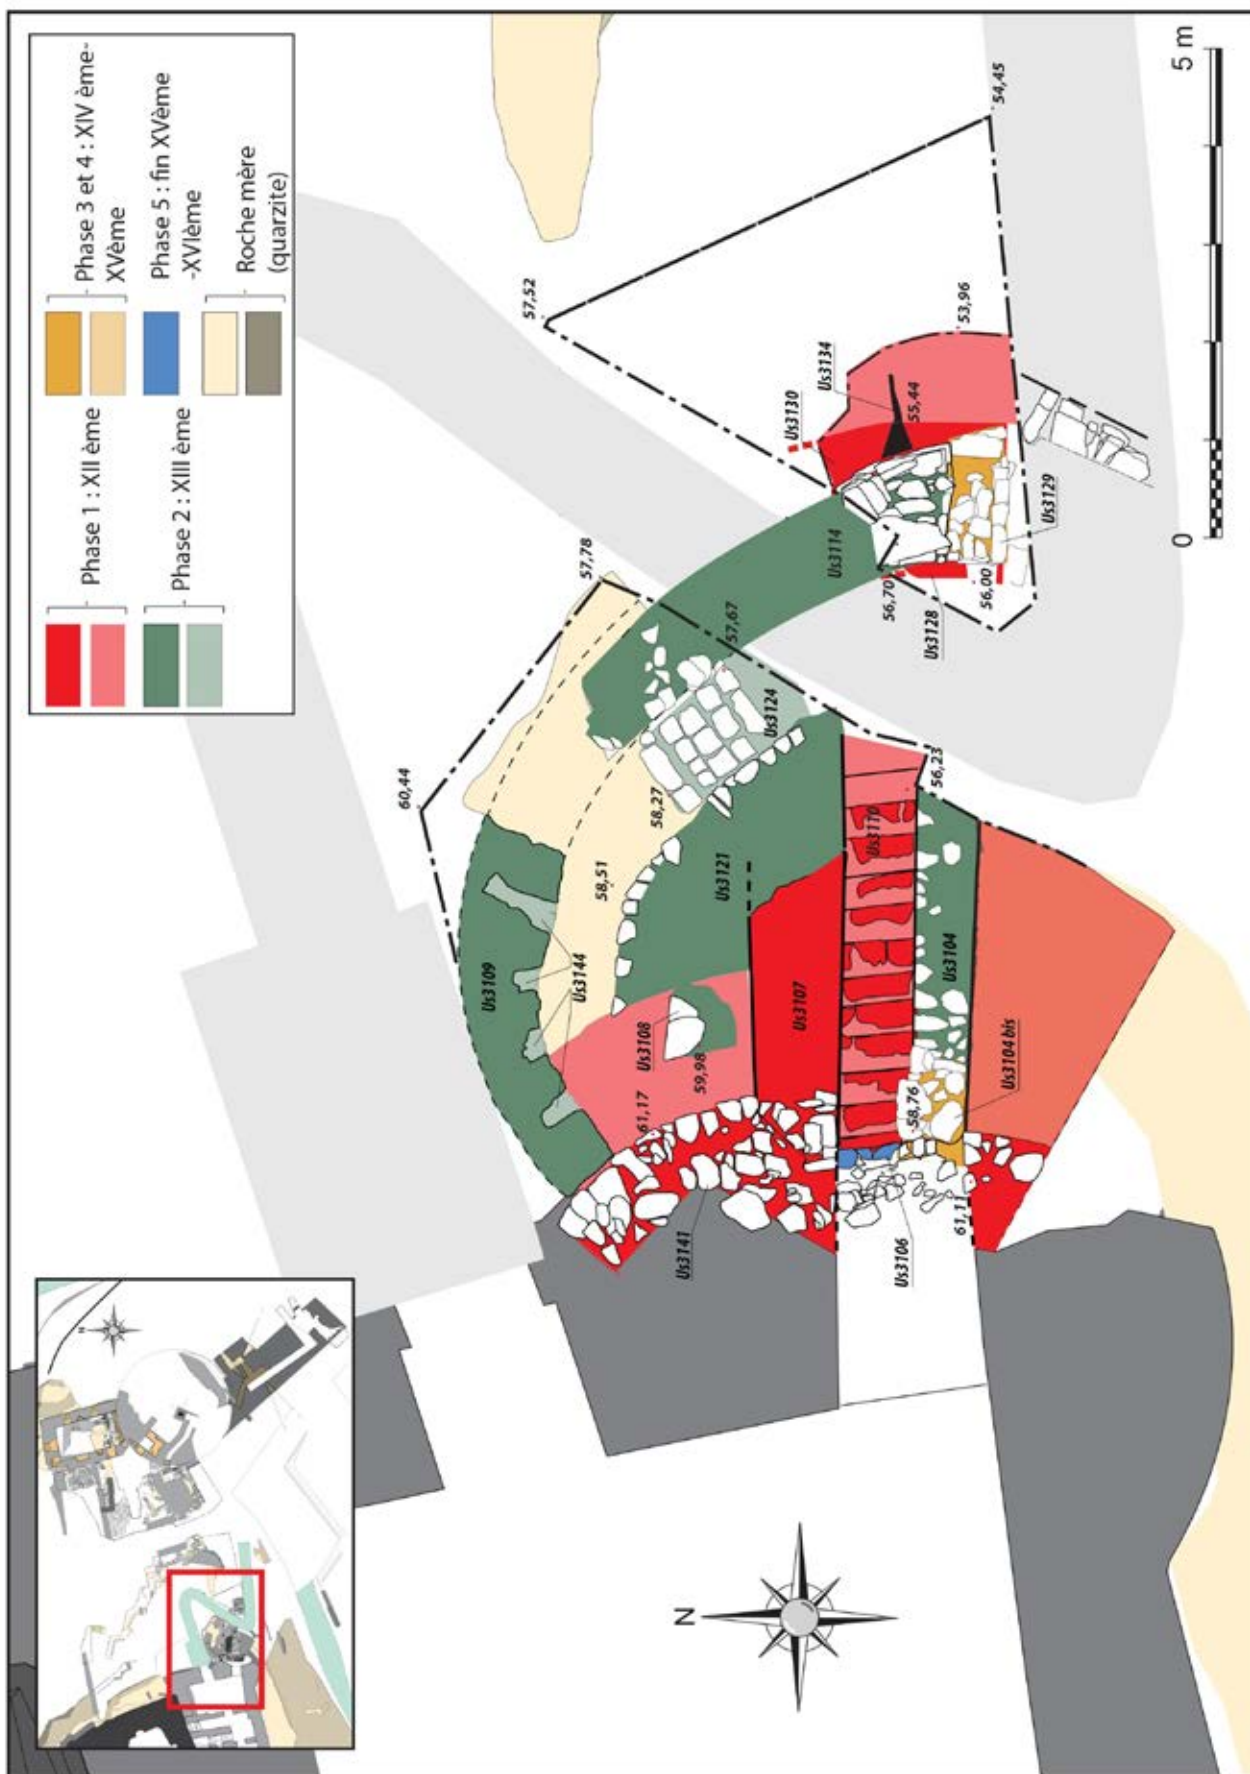 Phase 1 : XII ème
Phase 2 : XIII ème
Phase 3 et 4 : XIV ème-
XVème
Phase 5 : fin XVème
-XVIème
Roche mère
(quarzite)
N
N
0
5 m
60,44
57,78
57,52
54,45
Us3109
Us3144
58,51
58,27
57,67
Us3124
Us3121
Us3114
Us3130
Us3134
55,44
53,96
56,70
Us3128
56,00
Us3129
Us3108
59,98
61,17
Us3141
Us3107
Us3110
56,23
Us3104
58,76
Us3104 bis
Us3106
61,11